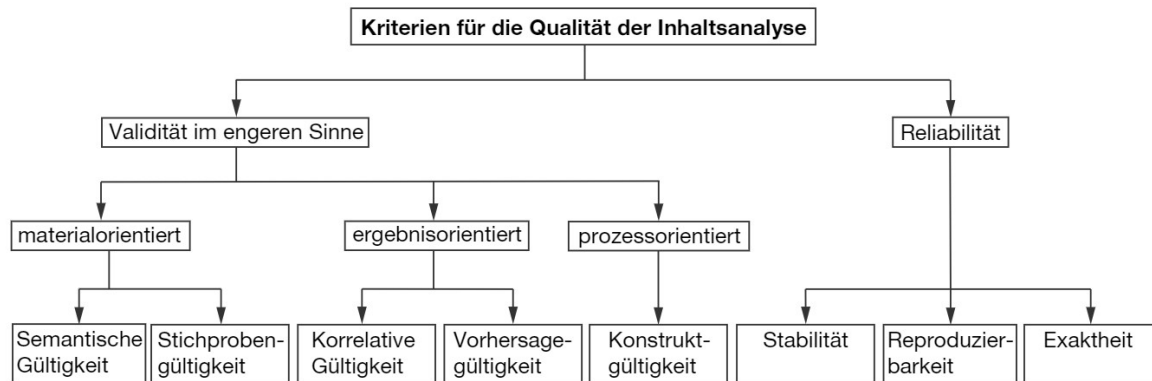 Kriterien für die Qualität der Inhaltsanalyse
Validität im engeren Sinne
Reliabilität
materialorientiert
ergebnisorientiert
prozessorientiert
Semantische
Gültigkeit
Stichproben-
gültigkeit
Korrelative
Gültigkeit
Vorhersage-
gültigkeit
Konstrukt-
gültigkeit
Stabilität
Reproduzier-
barkeit
Exaktheit